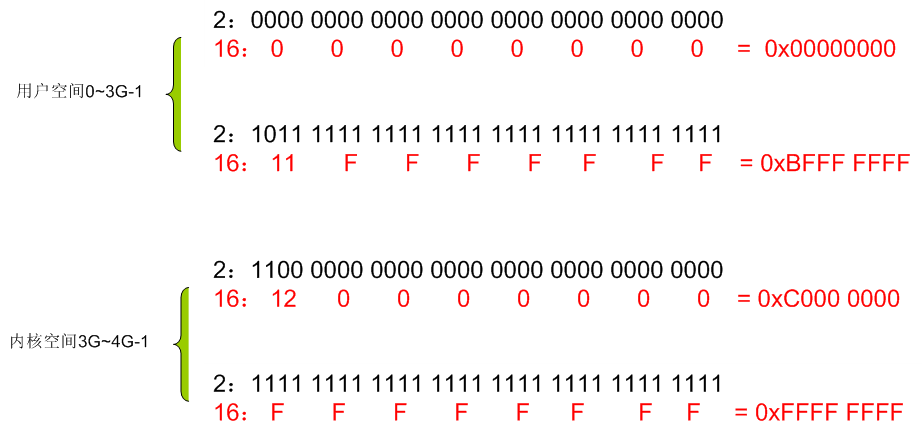 2：0000 0000 0000 0000 0000 0000 0000 0000
16：0 0 0 0 0 0 0 0 = 0x00000000
用户空间0~3G-1
2：1011 1111 1111 1111 1111 1111 1111 1111
16：11 F F F F F F F = 0xBFFF FFFF
2：1100 0000 0000 0000 0000 0000 0000 0000
16：12 0 0 0 0 0 0 0 = 0xC000 0000
内核空间3G~4G-1
2：1111 1111 1111 1111 1111 1111 1111 1111
16：F F F F F F F F = 0xFFFF FFFF